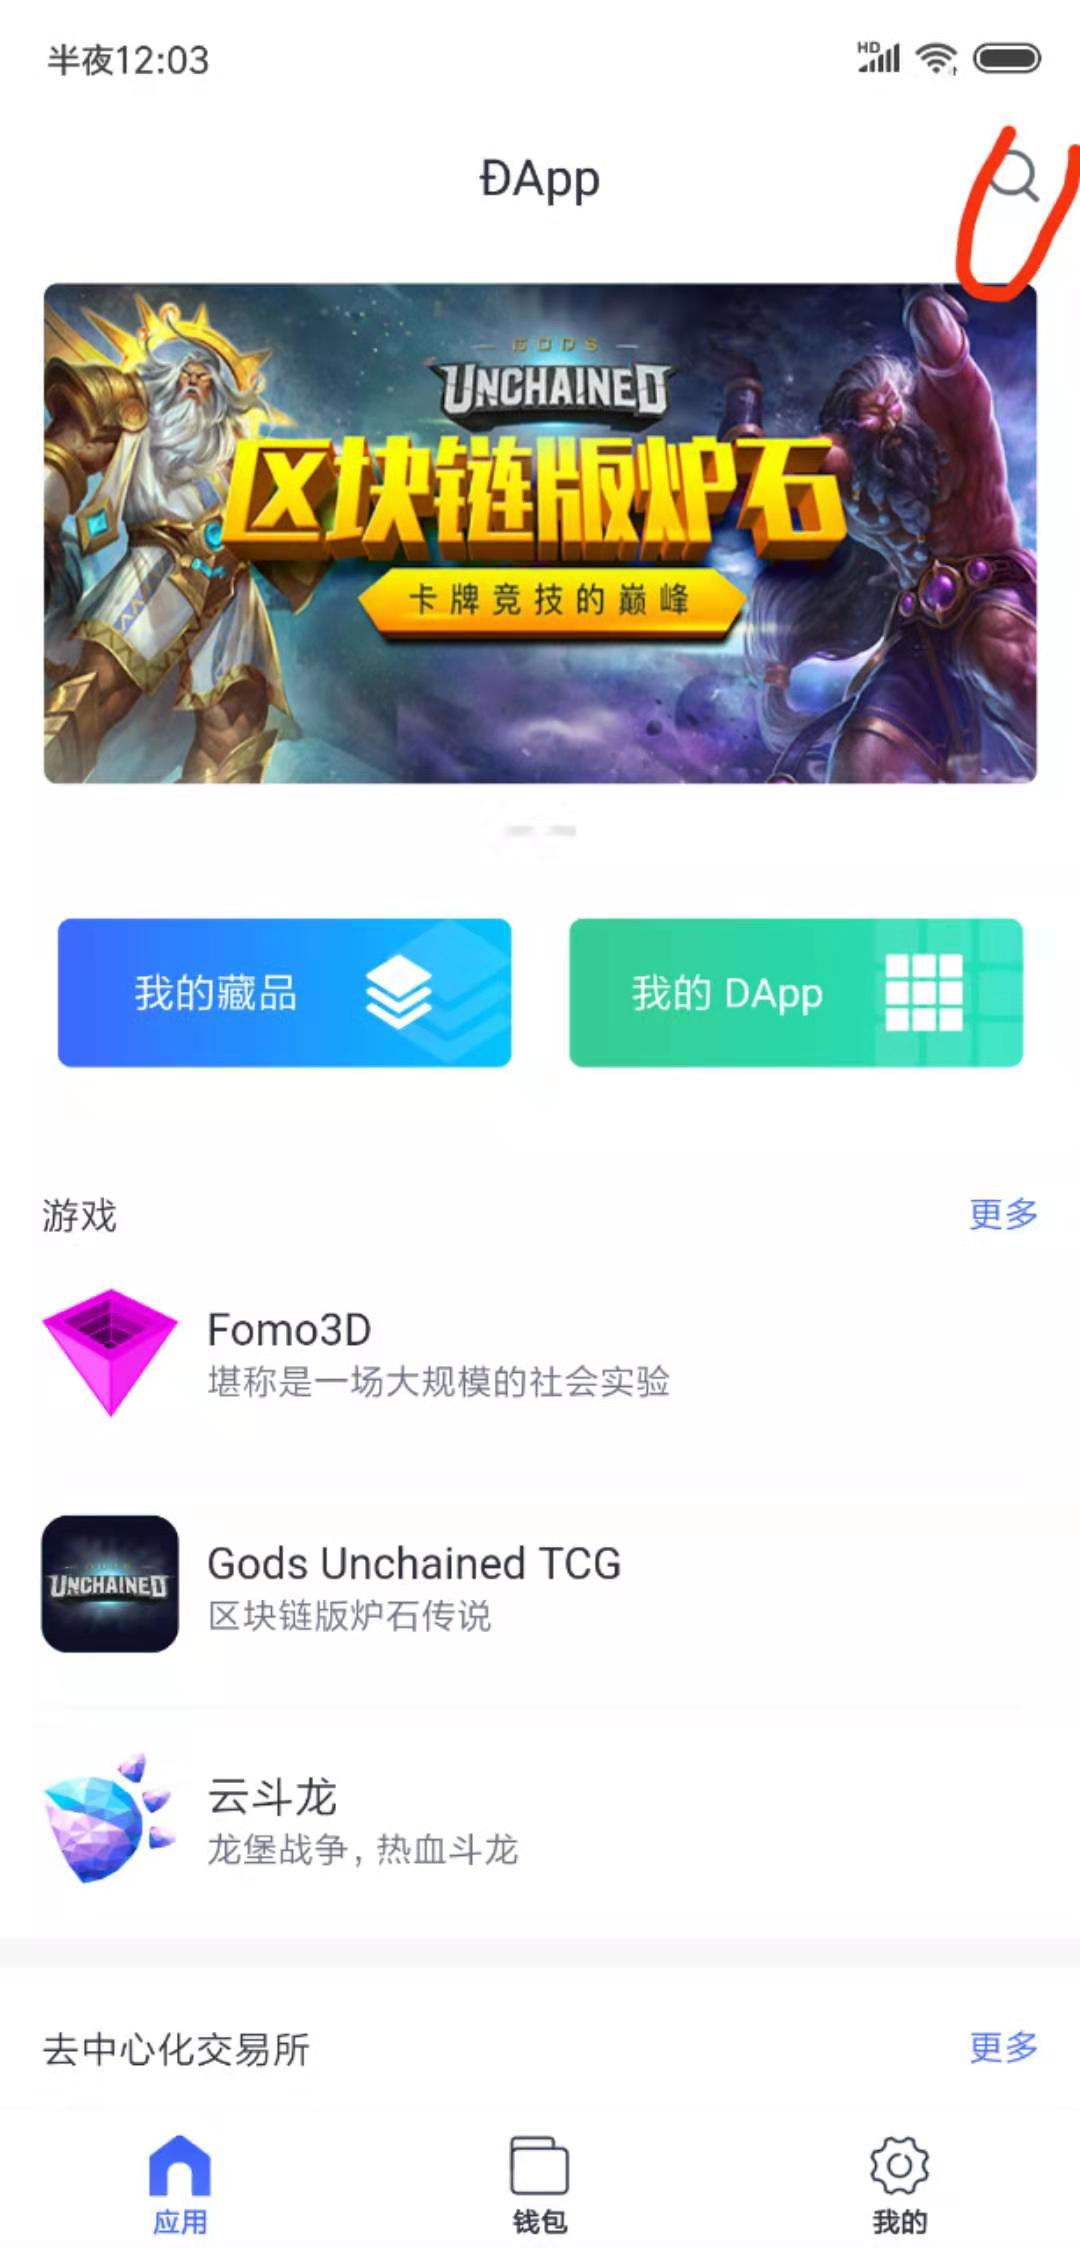 半夜12:03
HD
ÐApp
GODS
UNCHAINED
区块链版炉石
卡牌竞技的巅峰
我的藏品
我的 DApp
游戏
更多
Fomo3D
堪称是一场大规模的社会实验
UNCHAINED
Gods Unchained TCG
区块链版炉石传说
云斗龙
龙堡战争，热血斗龙
去中心化交易所
更多
应用
钱包
我的